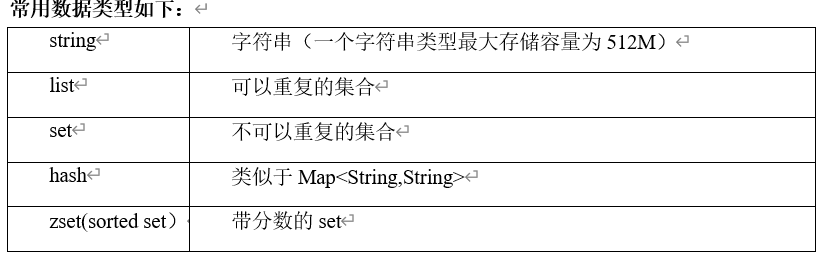 常用数据类型如下：
string 字符串（一个字符串类型最大存储容量为 512M）
list 可以重复的集合
set 不可以重复的集合
hash 类似于 Map<String,String>
zset(sorted set） 带分数的 set